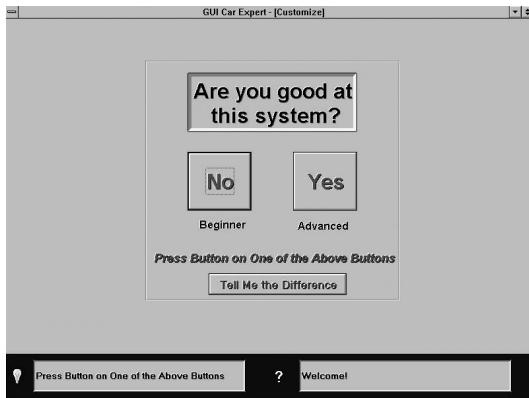 GUI Car Expert - [Customize]
Are you good at
this system?
No
Yes
Beginner
Advanced
Press Button on One of the Above Buttons
Tell Me the Difference
Press Button on One of the Above Buttons
?
Welcome!